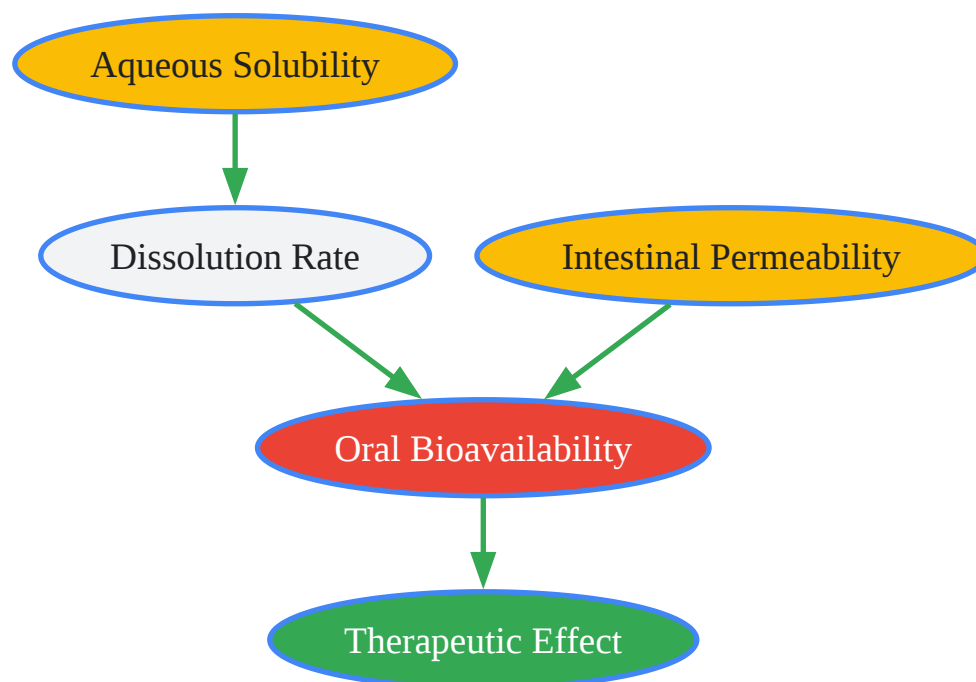 Aqueous Solubility
Dissolution Rate
Intestinal Permeability
Oral Bioavailability
Therapeutic Effect